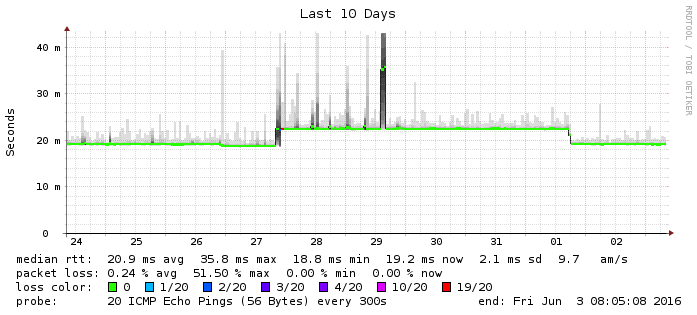 Last 10 Days
RRDTOOL / TOBI OETIKER
Seconds
40 m
30 m
20 m
10 m
0
24 25 26 27 28 29 30 31 01 02
median rtt: 20.9 ms avg 35.8 ms max 18.8 ms min 19.2 ms now 2.1 ms sd 9.7 am/s
packet loss: 0.24 % avg 51.50 % max 0.00 % min 0.00 % now
loss color: 0 1/20 2/20 3/20 4/20 10/20 19/20
probe: 20 ICMP Echo Pings (56 Bytes) every 300s end: Fri Jun 3 08:05:08 2016